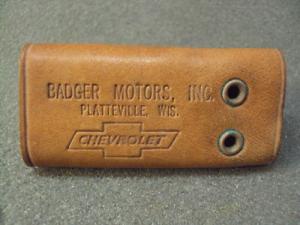 BADGER MOTORS, INC.
PLATTEVILLE, WIS.
CHEVROLET